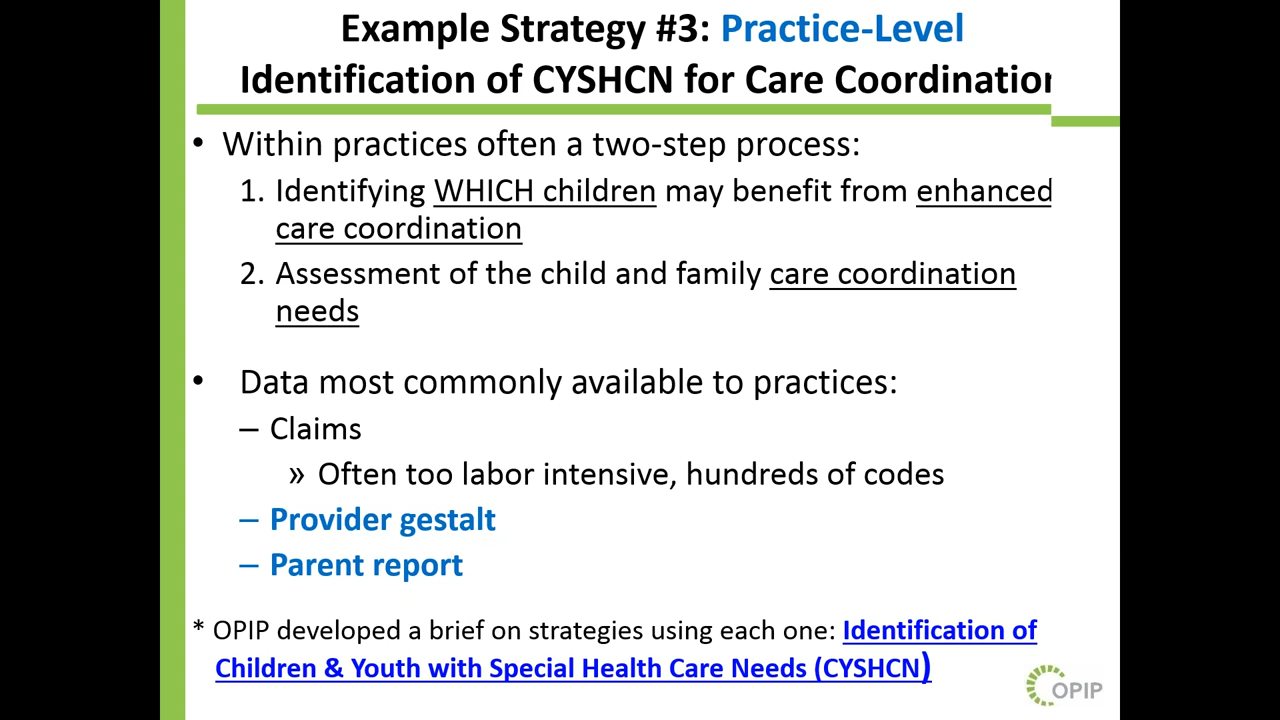 Example Strategy #3: Practice-Level
Identification of CYSHCN for Care Coordination
• Within practices often a two-step process:
1. Identifying WHICH children may benefit from enhanced
care coordination
2. Assessment of the child and family care coordination
needs
• Data most commonly available to practices:
– Claims
» Often too labor intensive, hundreds of codes
– Provider gestalt
– Parent report
* OPIP developed a brief on strategies using each one: Identification of
Children & Youth with Special Health Care Needs (CYSHCN)
OPIP